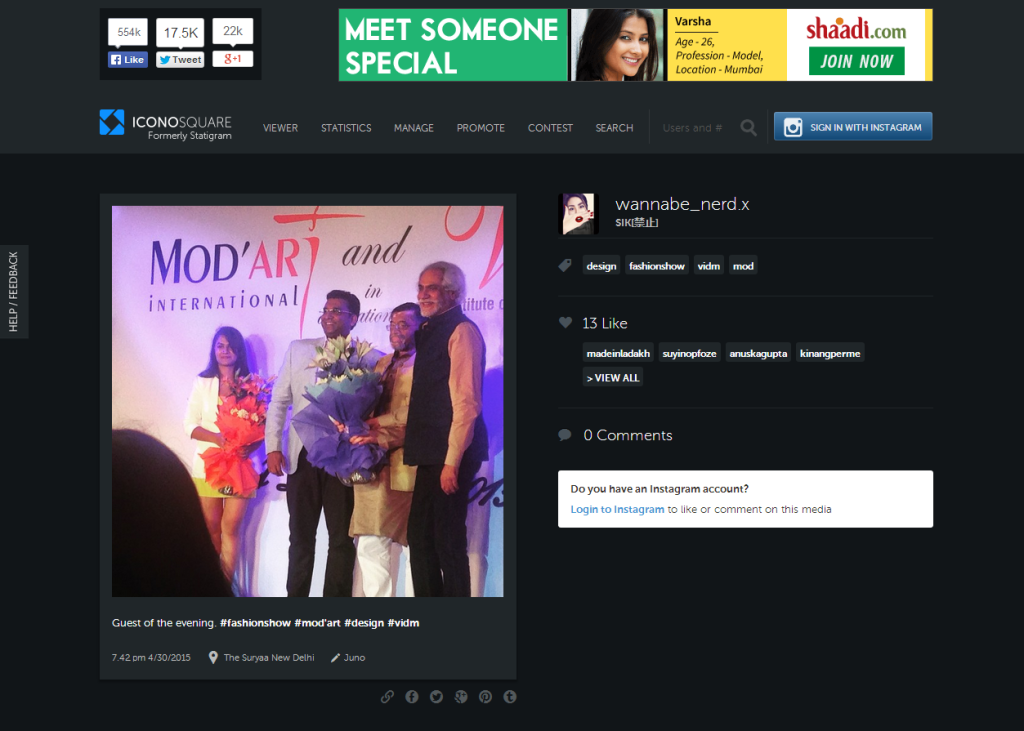 554k
17.5K
22k
Like
Tweet
g+1
MEET SOMEONE
SPECIAL
Varsha
Age - 26,
Profession - Model,
Location - Mumbai
shaadi.com
JOIN NOW
ICONOSQUARE
Formerly Statigram
VIEWER
STATISTICS
MANAGE
PROMOTE
CONTEST
SEARCH
Users and #
SIGN IN WITH INSTAGRAM
HELP / FEEDBACK
MOD'ART
INTERNATIONAL
and
in
titute
wannabe_nerd.x
SIK[禁止]
design
fashionshow
vidm
mod
13 Like
madeinladakh
suyinopfoze
anuskagupta
kinangperme
> VIEW ALL
0 Comments
Do you have an Instagram account?
Login to Instagram to like or comment on this media
Guest of the evening. #fashionshow #mod'art #design #vidm
7.42 pm 4/30/2015
The Suryaa New Delhi
Juno